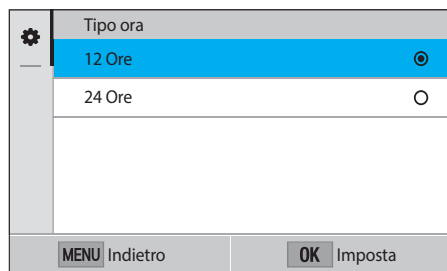 Tipo ora
12 Ore
24 Ore
MENU Indietro
OK Imposta